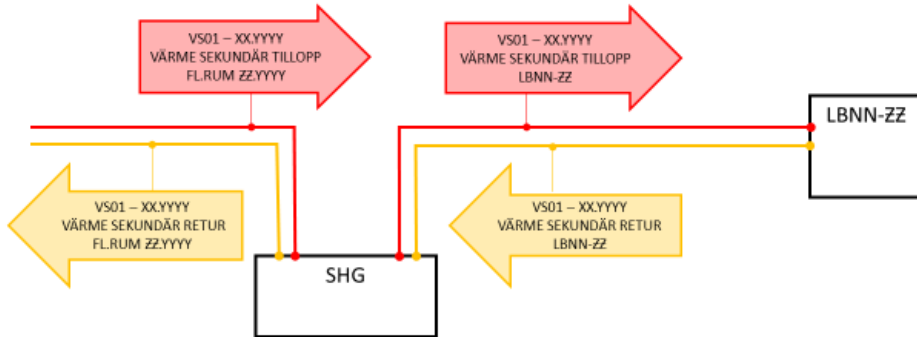 VS01 – XX.YYYY
VÄRME SEKUNDÄR TILLOPP
FL.RUM ZZ.YYYY
VS01 – XX.YYYY
VÄRME SEKUNDÄR TILLOPP
LBNN-ZZ
LBNN-ZZ
VS01 – XX.YYYY
VÄRME SEKUNDÄR RETUR
FL.RUM ZZ.YYYY
VS01 – XX.YYYY
VÄRME SEKUNDÄR RETUR
LBNN-ZZ
SHG